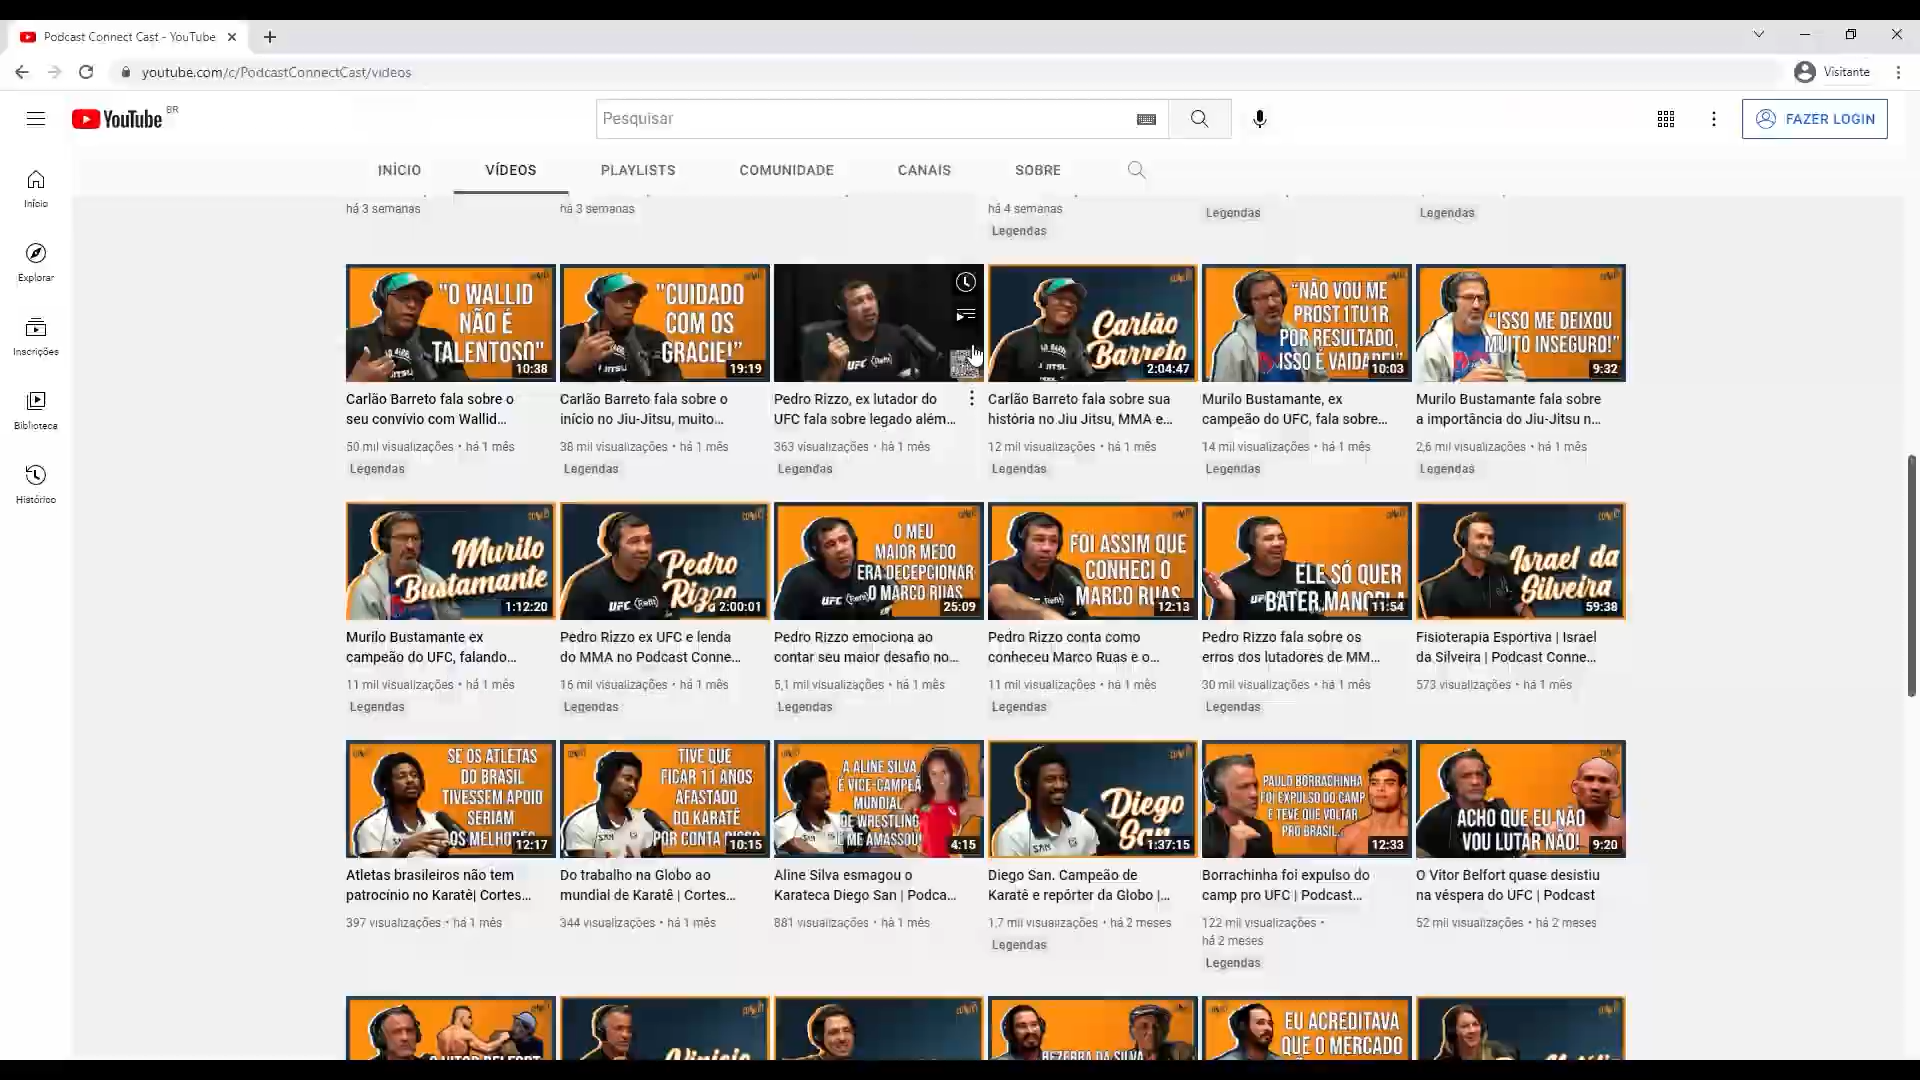 Podcast Connect Cast - YouTube
youtube.com/c/PodcastConnectCast/videos
Visitante
YouTube BR
Pesquisar
FAZER LOGIN
INÍCIO VÍDEOS PLAYLISTS COMUNIDADE CANAIS SOBRE
Início
Explorar
Inscrições
Biblioteca
Histórico
há 3 semanas
há 3 semanas
há 4 semanas
Legendas
Legendas
Legendas
"O WALLID
NÃO É
TALENTOSO"
10:38
Carlão Barreto fala sobre o
seu convívio com Wallid...
50 mil visualizações • há 1 mês
Legendas
"CUIDADO
COM OS
GRACIE!"
19:19
Carlão Barreto fala sobre o
início no Jiu-Jitsu, muito...
38 mil visualizações • há 1 mês
Legendas
UFC
Pedro Rizzo, ex lutador do
UFC fala sobre legado além...
363 visualizações • há 1 mês
Legendas
Carlão
Barreto
2:04:47
Carlão Barreto fala sobre sua
história no Jiu Jitsu, MMA e...
12 mil visualizações • há 1 mês
Legendas
"NÃO VOU ME
PROST1TU1R
POR RESULTADO,
ISSO É VAIDADE!"
10:03
Murilo Bustamante, ex
campeão do UFC, fala sobre...
14 mil visualizações • há 1 mês
Legendas
"ISSO ME DEIXOU
MUITO INSEGURO!"
9:32
Murilo Bustamante fala sobre
a importância do Jiu-Jitsu n...
2,6 mil visualizações • há 1 mês
Legendas
Murilo
Bustamante
1:12:20
Murilo Bustamante ex
campeão do UFC, falando...
11 mil visualizações • há 1 mês
Legendas
Pedro
Rizzo
UFC
2:00:01
Pedro Rizzo ex UFC e lenda
do MMA no Podcast Conne...
16 mil visualizações • há 1 mês
Legendas
O MEU
MAIOR MEDO
ERA DECEPCIONAR
O MARCO RUAS
UFC
25:09
Pedro Rizzo emociona ao
contar seu maior desafio no...
5,1 mil visualizações • há 1 mês
Legendas
FOI ASSIM QUE
CONHECI O
MARCO RUAS
12:13
Pedro Rizzo conta como
conheceu Marco Ruas e o...
11 mil visualizações • há 1 mês
Legendas
ELE SÓ QUER
BATER
11:54
Pedro Rizzo fala sobre os
erros dos lutadores de MM...
30 mil visualizações • há 1 mês
Legendas
Israel da
Silveira
59:38
Fisioterapia Esportiva | Israel
da Silveira | Podcast Conne...
573 visualizações • há 1 mês
SE OS ATLETAS
DO BRASIL
TIVESSEM APOIO
SERIAM
OS
12:17
Atletas brasileiros não tem
patrocínio no Karatê| Cortes...
397 visualizações • há 1 mês
TIVE QUE
FICAR 11 ANOS
AFASTADO
DO KARATÊ
POR CONTA DISSO
10:15
Do trabalho na Globo ao
mundial de Karatê | Cortes...
344 visualizações • há 1 mês
A ALINE SILVA
É VICE-CAMPEÃ
MUNDIAL
DE WRESTLING
E ME AMASSOU!
4:15
Aline Silva esmagou o
Karateca Diego San | Podca...
881 visualizações • há 1 mês
Diego
San
1:37:15
Diego San. Campeão de
Karatê e repórter da Globo |...
1,7 mil visualizações • há 2 meses
Legendas
PAULO BORRACHINHA
FOI EXPULSO DO CAMP
E TEVE QUE VOLTAR
PRO BRASIL...
12:33
Borrachinha foi expulso do
camp pro UFC | Podcast...
122 mil visualizações •
há 2 meses
Legendas
ACHO QUE EU NÃO
VOU LUTAR NÃO!
9:20
O Vitor Belfort quase desistiu
na véspera do UFC | Podcast
52 mil visualizações • há 2 meses
O VITOR BELFORT
BEZERRA DA SILVA
EU ACREDITAVA
QUE O MERCADO